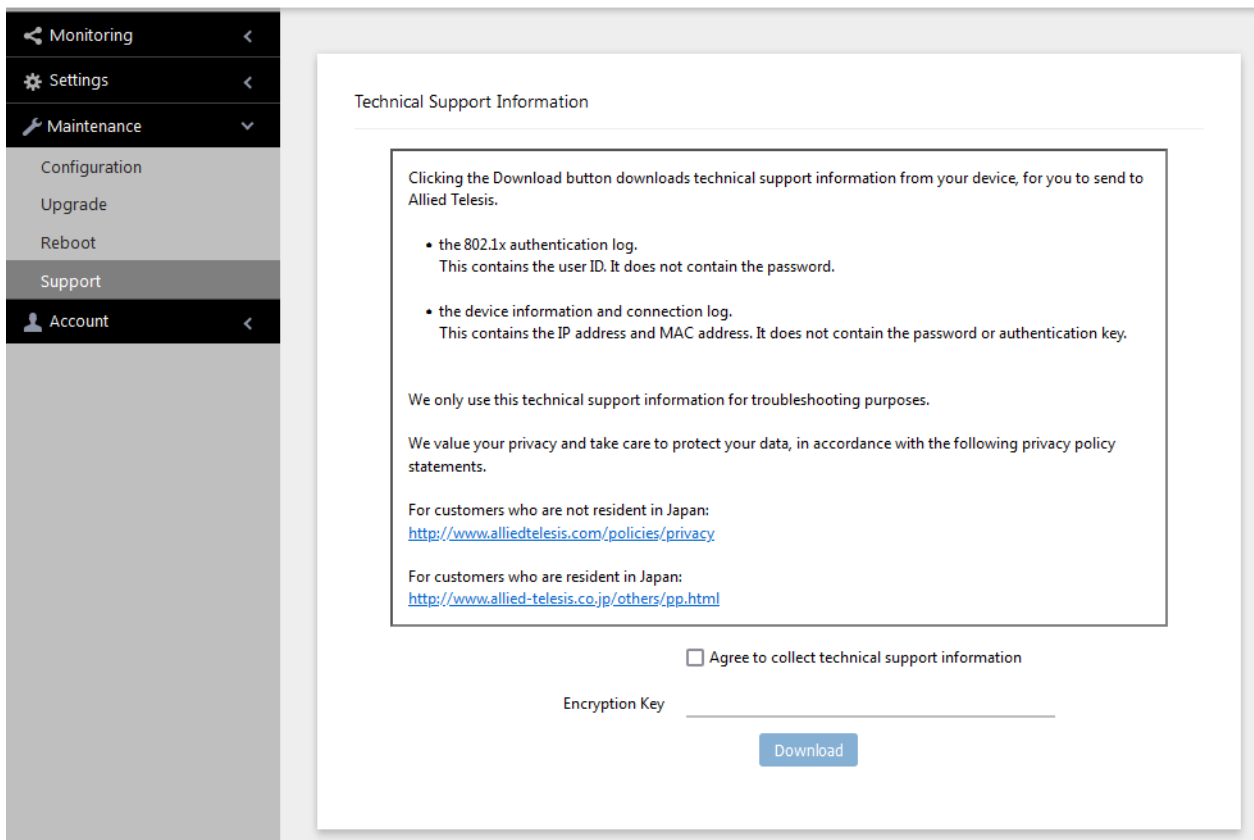 Monitoring
Settings
Maintenance
Configuration
Upgrade
Reboot
Support
Account
Technical Support Information
Clicking the Download button downloads technical support information from your device, for you to send to
Allied Telesis.
• the 802.1x authentication log.
This contains the user ID. It does not contain the password.
• the device information and connection log.
This contains the IP address and MAC address. It does not contain the password or authentication key.
We only use this technical support information for troubleshooting purposes.
We value your privacy and take care to protect your data, in accordance with the following privacy policy
statements.
For customers who are not resident in Japan:
http://www.alliedtelesis.com/policies/privacy
For customers who are resident in Japan:
http://www.allied-telesis.co.jp/others/pp.html
Agree to collect technical support information
Encryption Key
Download